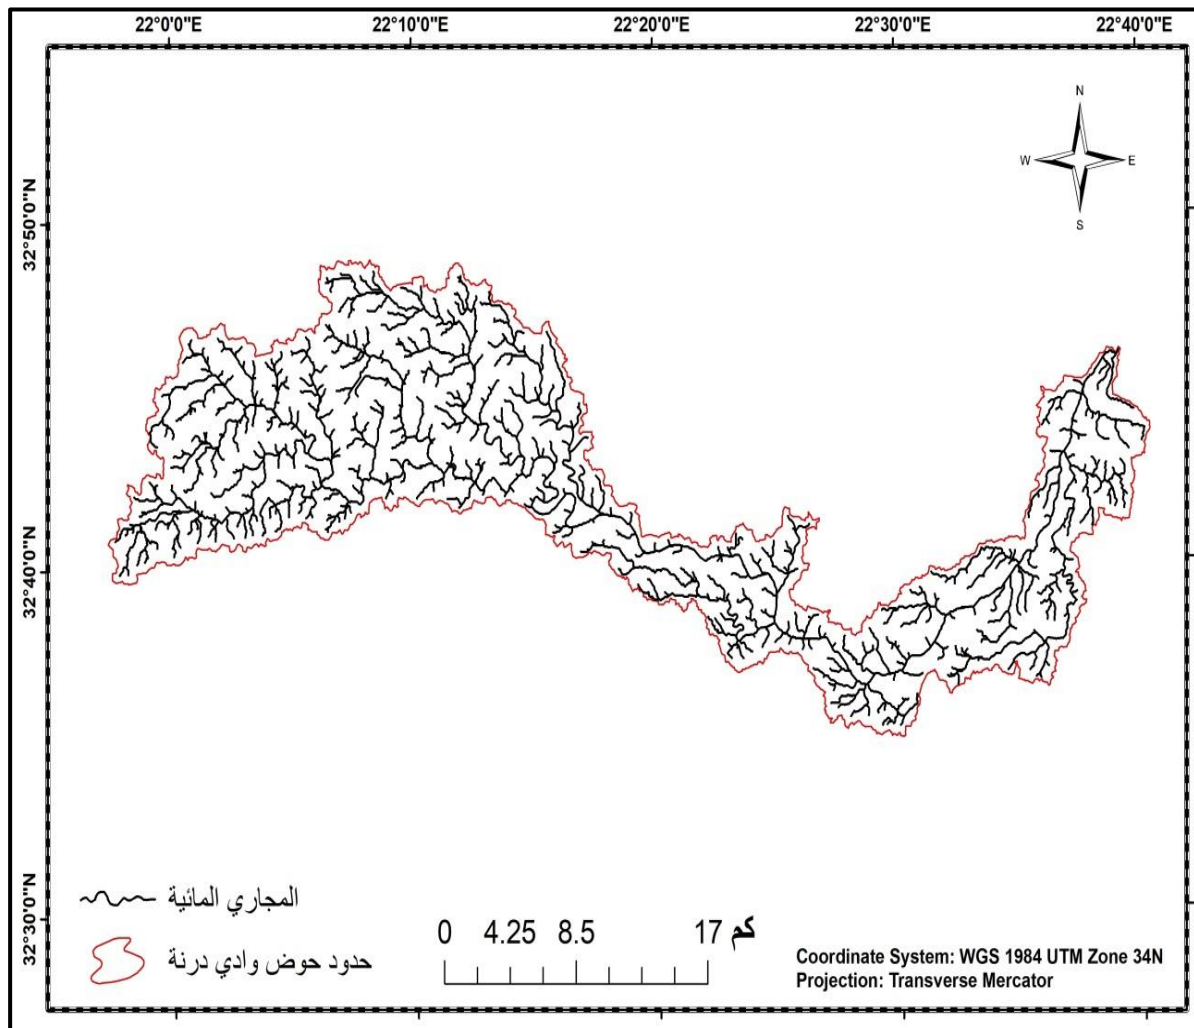 22°0'0"E 22°10'0"E 22°20'0"E 22°30'0"E 22°40'0"E
N
W E
S
32°50'0"N
32°40'0"N
32°30'0"N
المجاري المائية
حدود حوض وادي درنة
0 4.25 8.5 17 كم
Coordinate System: WGS 1984 UTM Zone 34N
Projection: Transverse Mercator